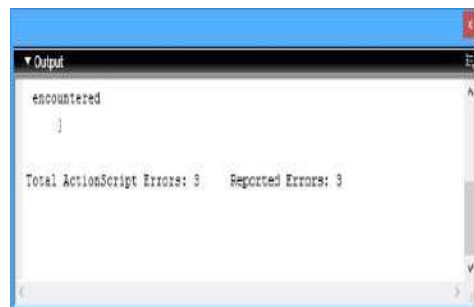 ▼ Output
encountered
}
Total ActionScript Errors: 3 Reported Errors: 3